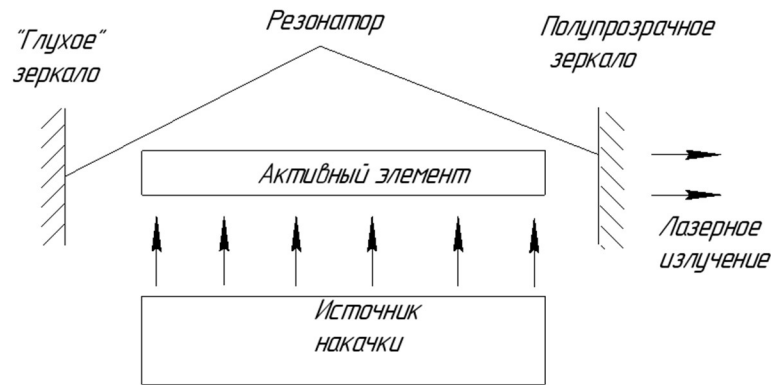 "Глухое"
зеркало
Резонатор
Полупрозрачное
зеркало
Активный элемент
Лазерное
излучение
Источник
накачки